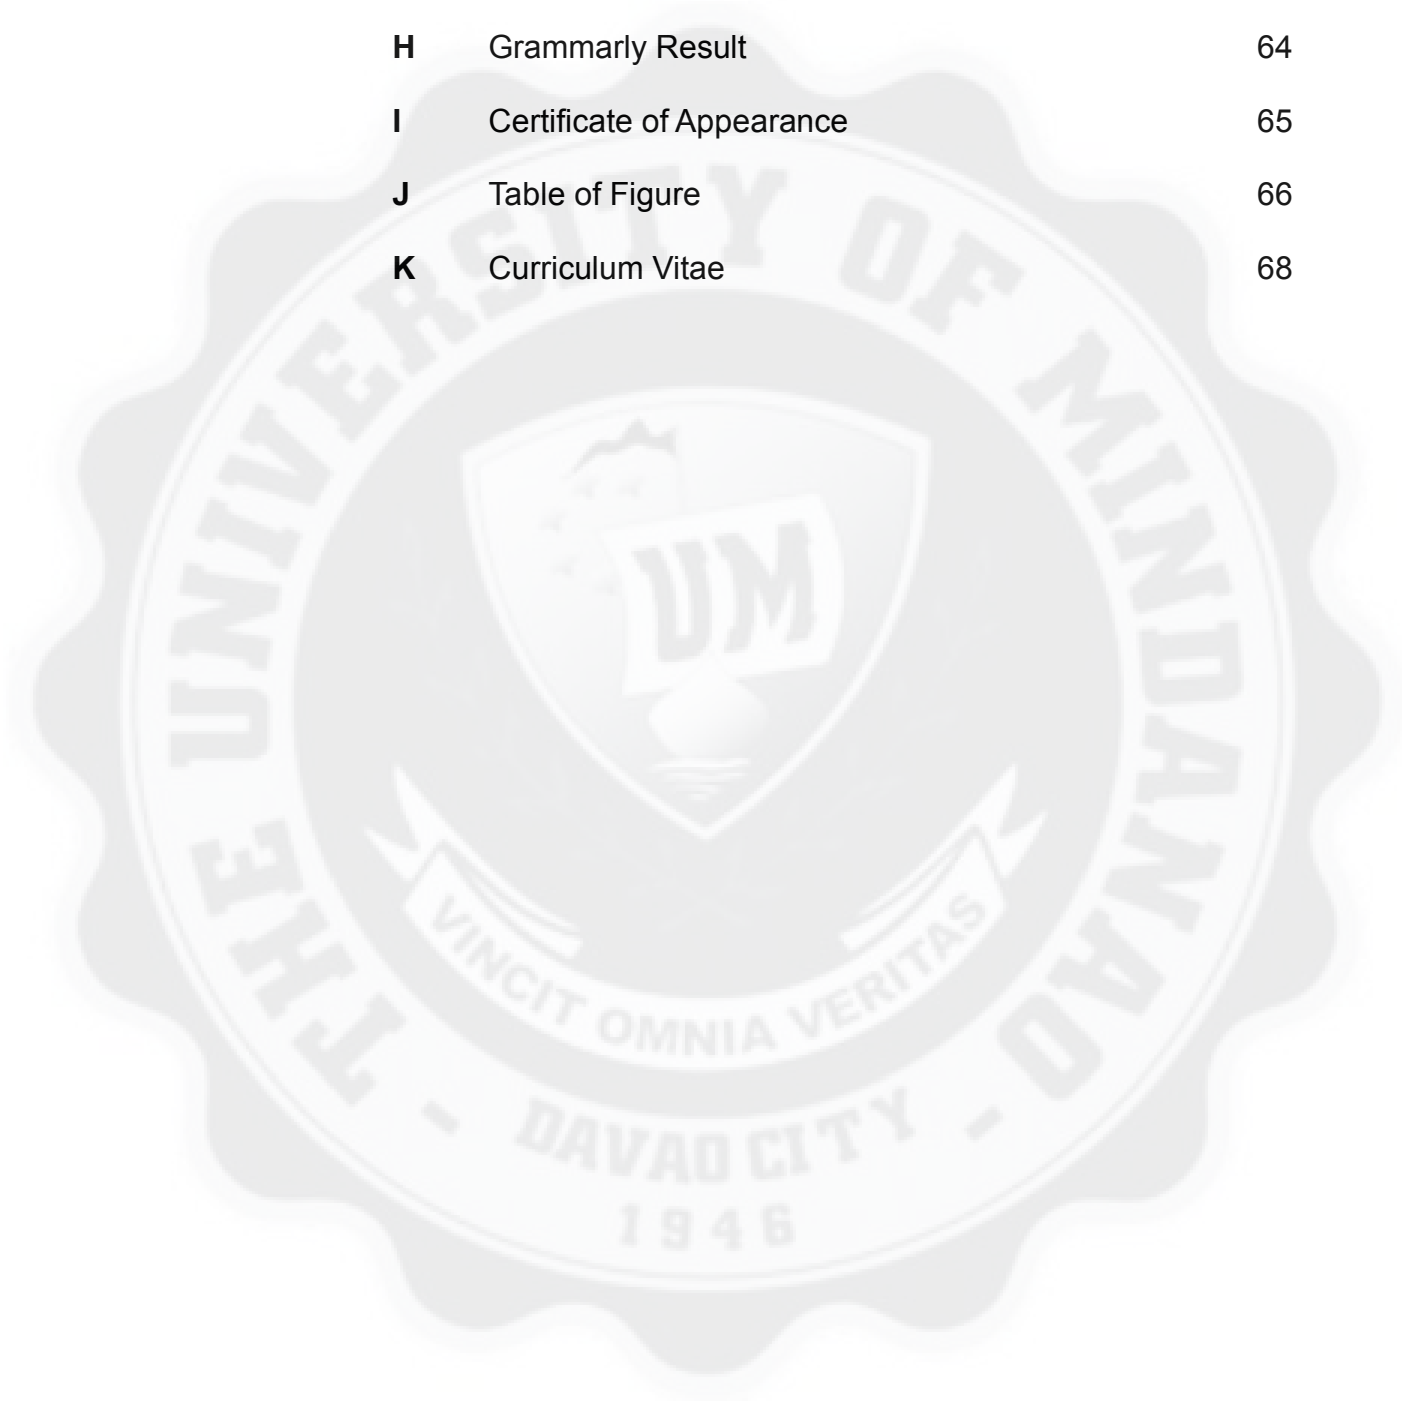 H Grammarly Result 64
I Certificate of Appearance 65
J Table of Figure 66
K Curriculum Vitae 68
THE UNIVERSITY OF MINDANAO
UM
VINCIT OMNIA VERITAS
- DAVAO CITY -
1946